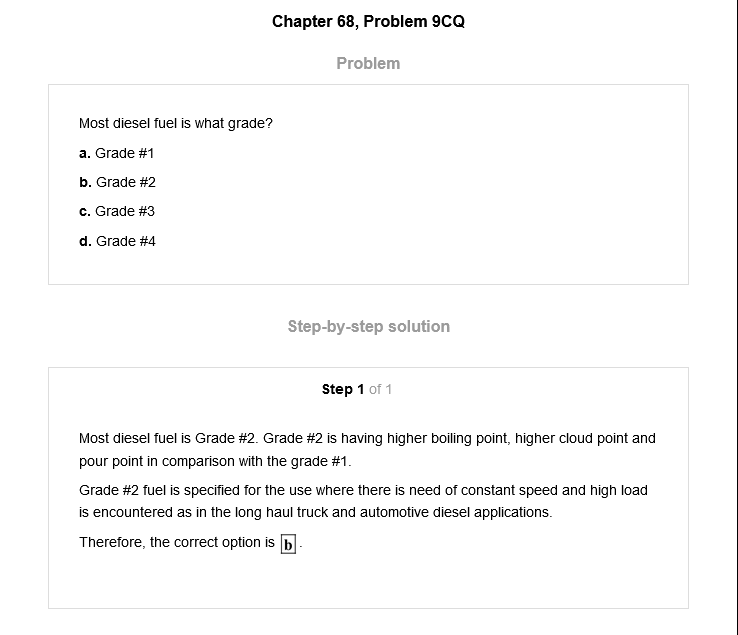 Chapter 68, Problem 9CQ
Problem
Most diesel fuel is what grade?
a. Grade #1
b. Grade #2
c. Grade #3
d. Grade #4
Step-by-step solution
Step 1 of 1
Most diesel fuel is Grade #2. Grade #2 is having higher boiling point, higher cloud point and
pour point in comparison with the grade #1.
Grade #2 fuel is specified for the use where there is need of constant speed and high load
is encountered as in the long haul truck and automotive diesel applications.
Therefore, the correct option is b.